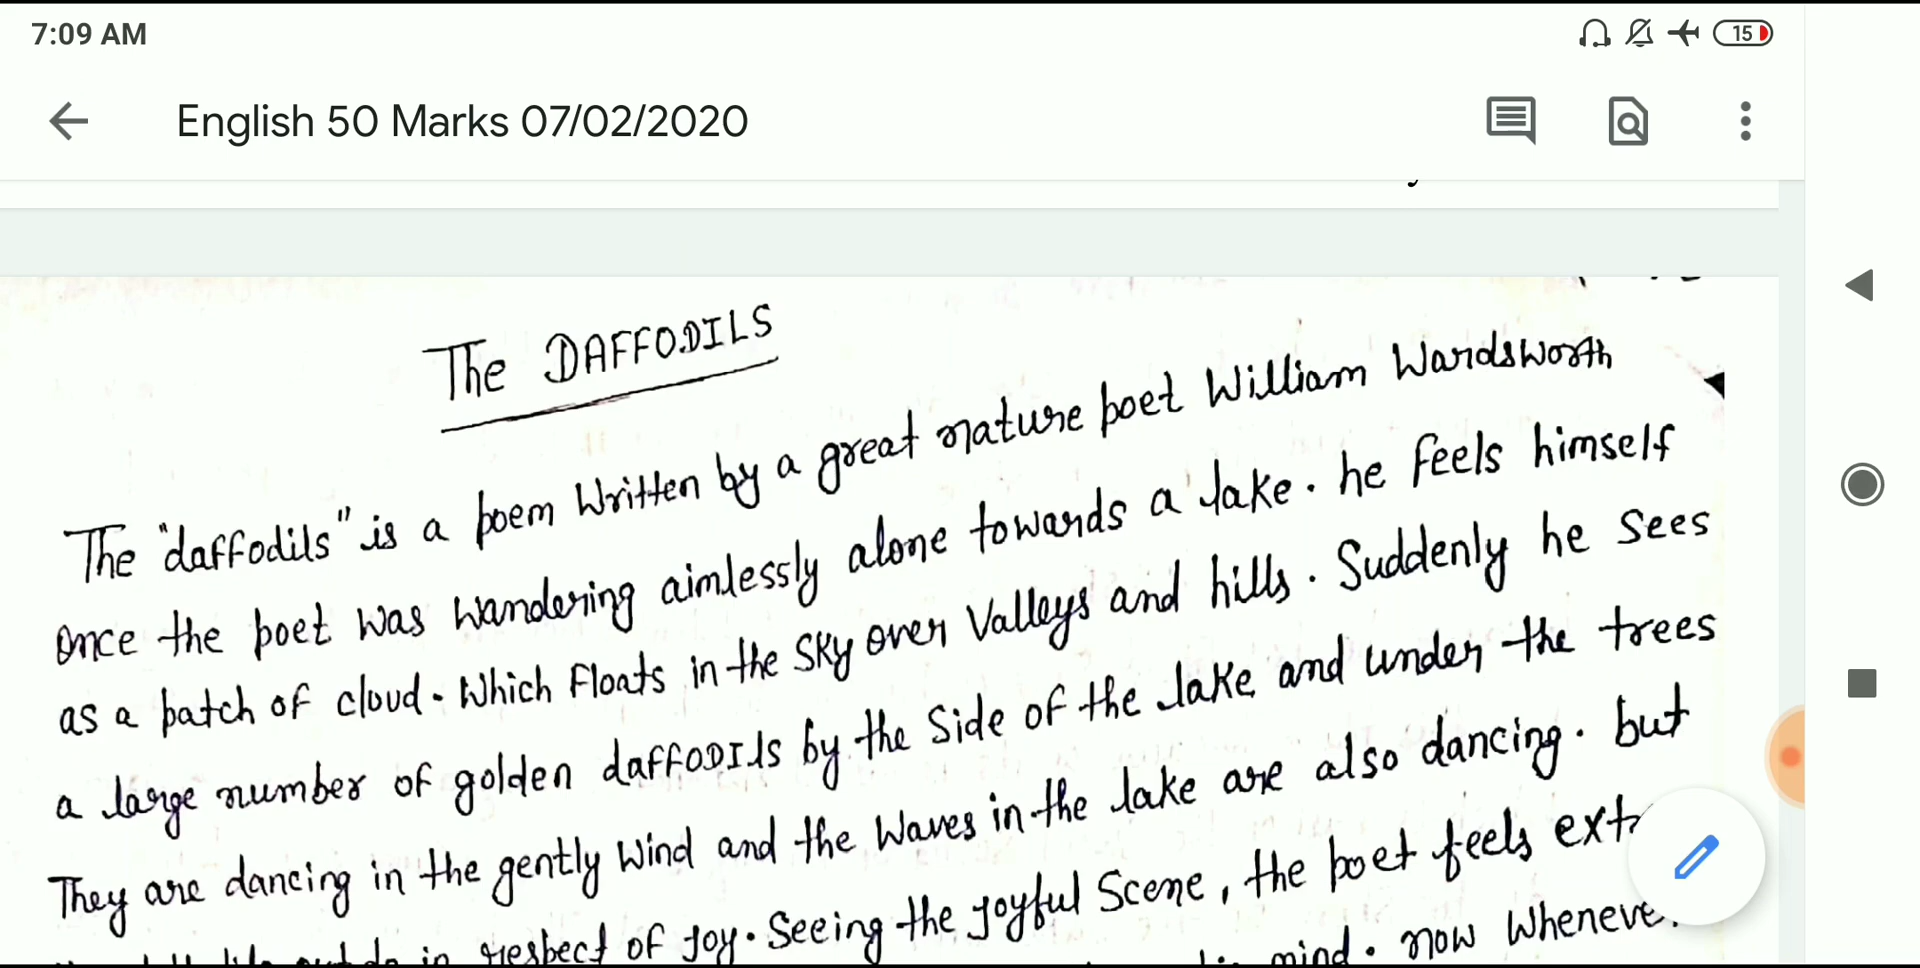 7:09 AM
15
English 50 Marks 07/02/2020
The DAFFODILS
The "daffodils" is a poem Written by a great nature poet William Wardsworth
Once the poet was wandering aimlessly alone towards a lake. he feels himself
as a patch of cloud. Which Floats in the Sky over Valleys and hills. Suddenly he sees
a large number of golden daffoDIls by the Side of the lake and under the trees
They are dancing in the gently Wind and the Waves in the lake are also dancing. but
in respect of Joy. Seeing the joyful Scene, the poet feels
mind. now